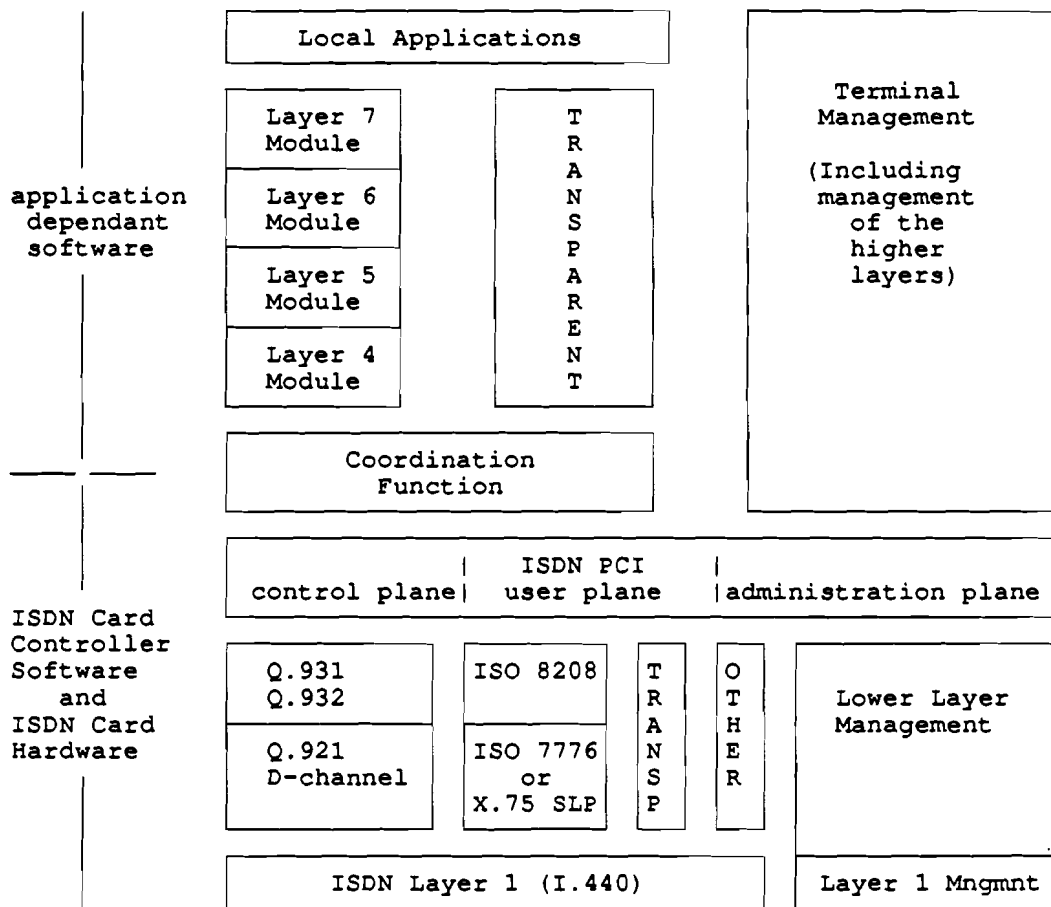 Local Applications
Terminal
Management
(Including
management
of the
higher
layers)
application
dependant
software
Layer 7
Module
Layer 6
Module
Layer 5
Module
Layer 4
Module
T
R
A
N
S
P
A
R
E
N
T
Coordination
Function
ISDN PCI
control plane| user plane |administration plane
ISDN Card
Controller
Software
and
ISDN Card
Hardware
Q.931
Q.932
Q.921
D-channel
ISO 8208
ISO 7776
or
X.75 SLP
T
R
A
N
S
P
O
T
H
E
R
Lower Layer
Management
ISDN Layer 1 (I.440)
Layer 1 Mngmnt